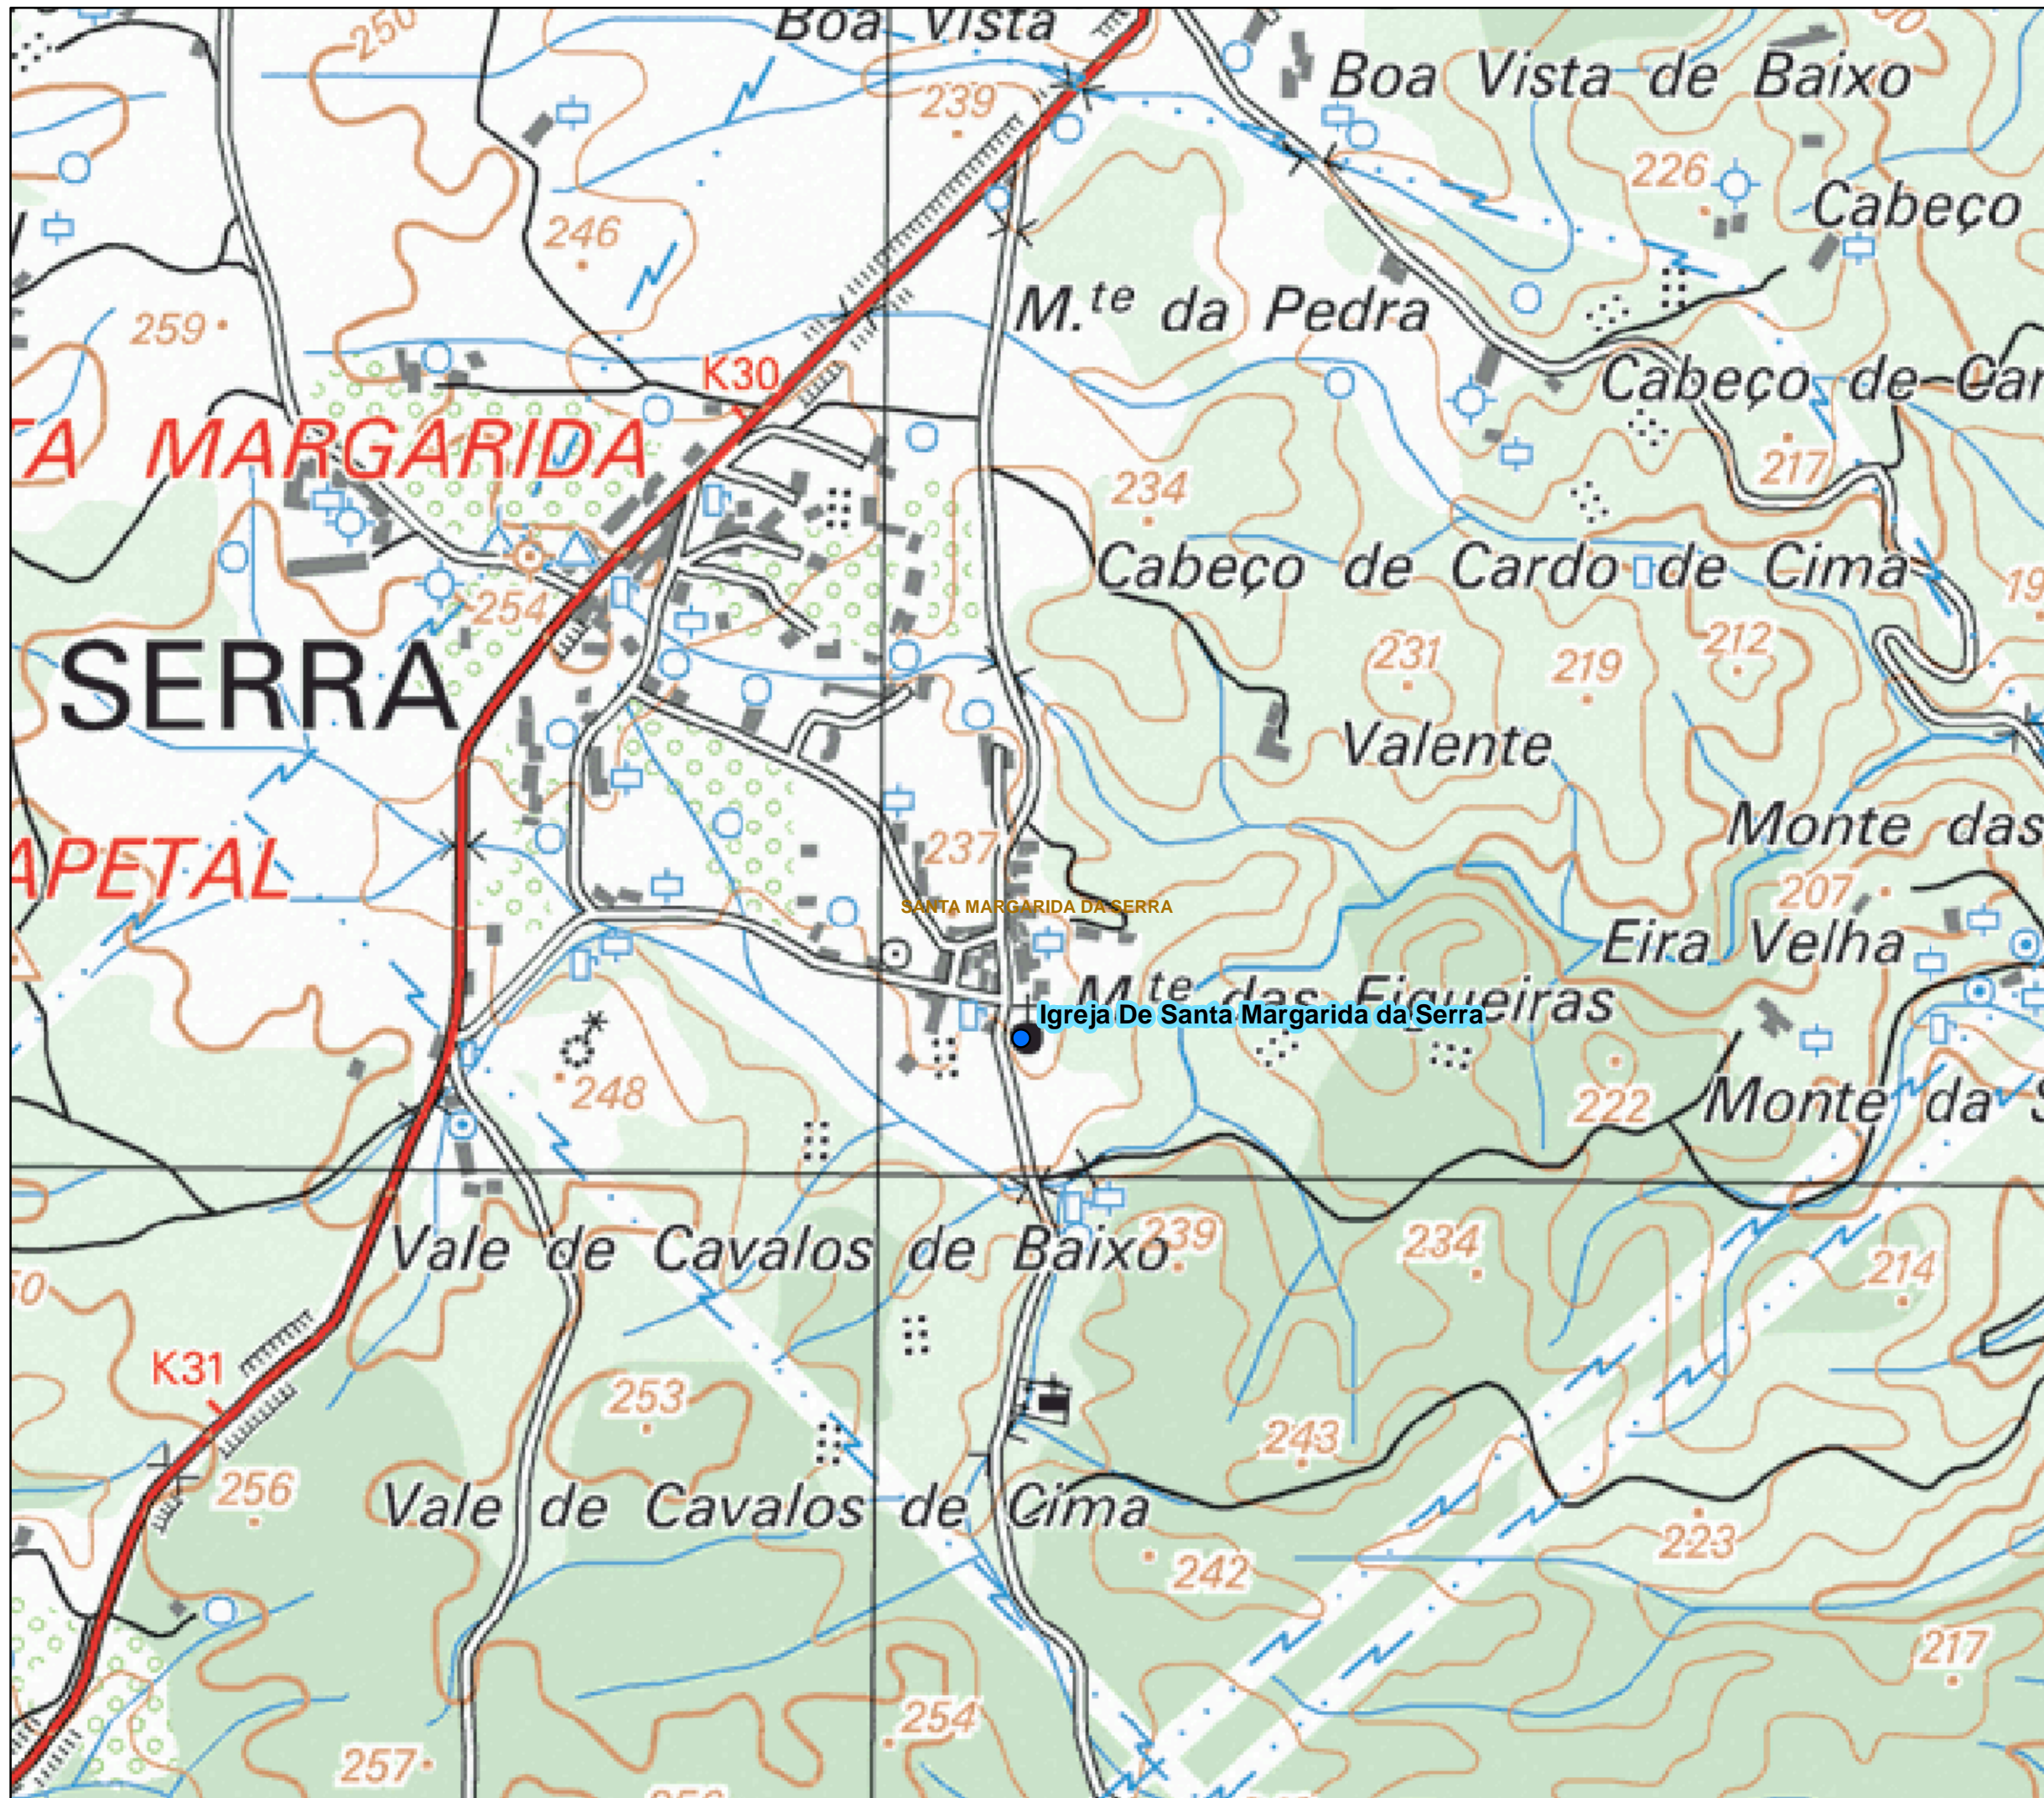 250
Boa Vista
Boa Vista de Baixo
239
226
Cabeço
246
M.te da Pedra
259
K30
Cabeço de Car
TA MARGARIDA
217
234
Cabeço de Cardo de Cima
254
19
SERRA
231
219
212
Valente
Monte das
237
APETAL
207
SANTA MARGARIDA DA SERRA
Eira Velha
M.te das Figueiras
Igreja De Santa Margarida da Serra
248
222
Monte da S
Vale de Cavalos de Baixo
239
234
214
50
K31
253
243
256
Vale de Cavalos de Cima
223
242
217
254
257